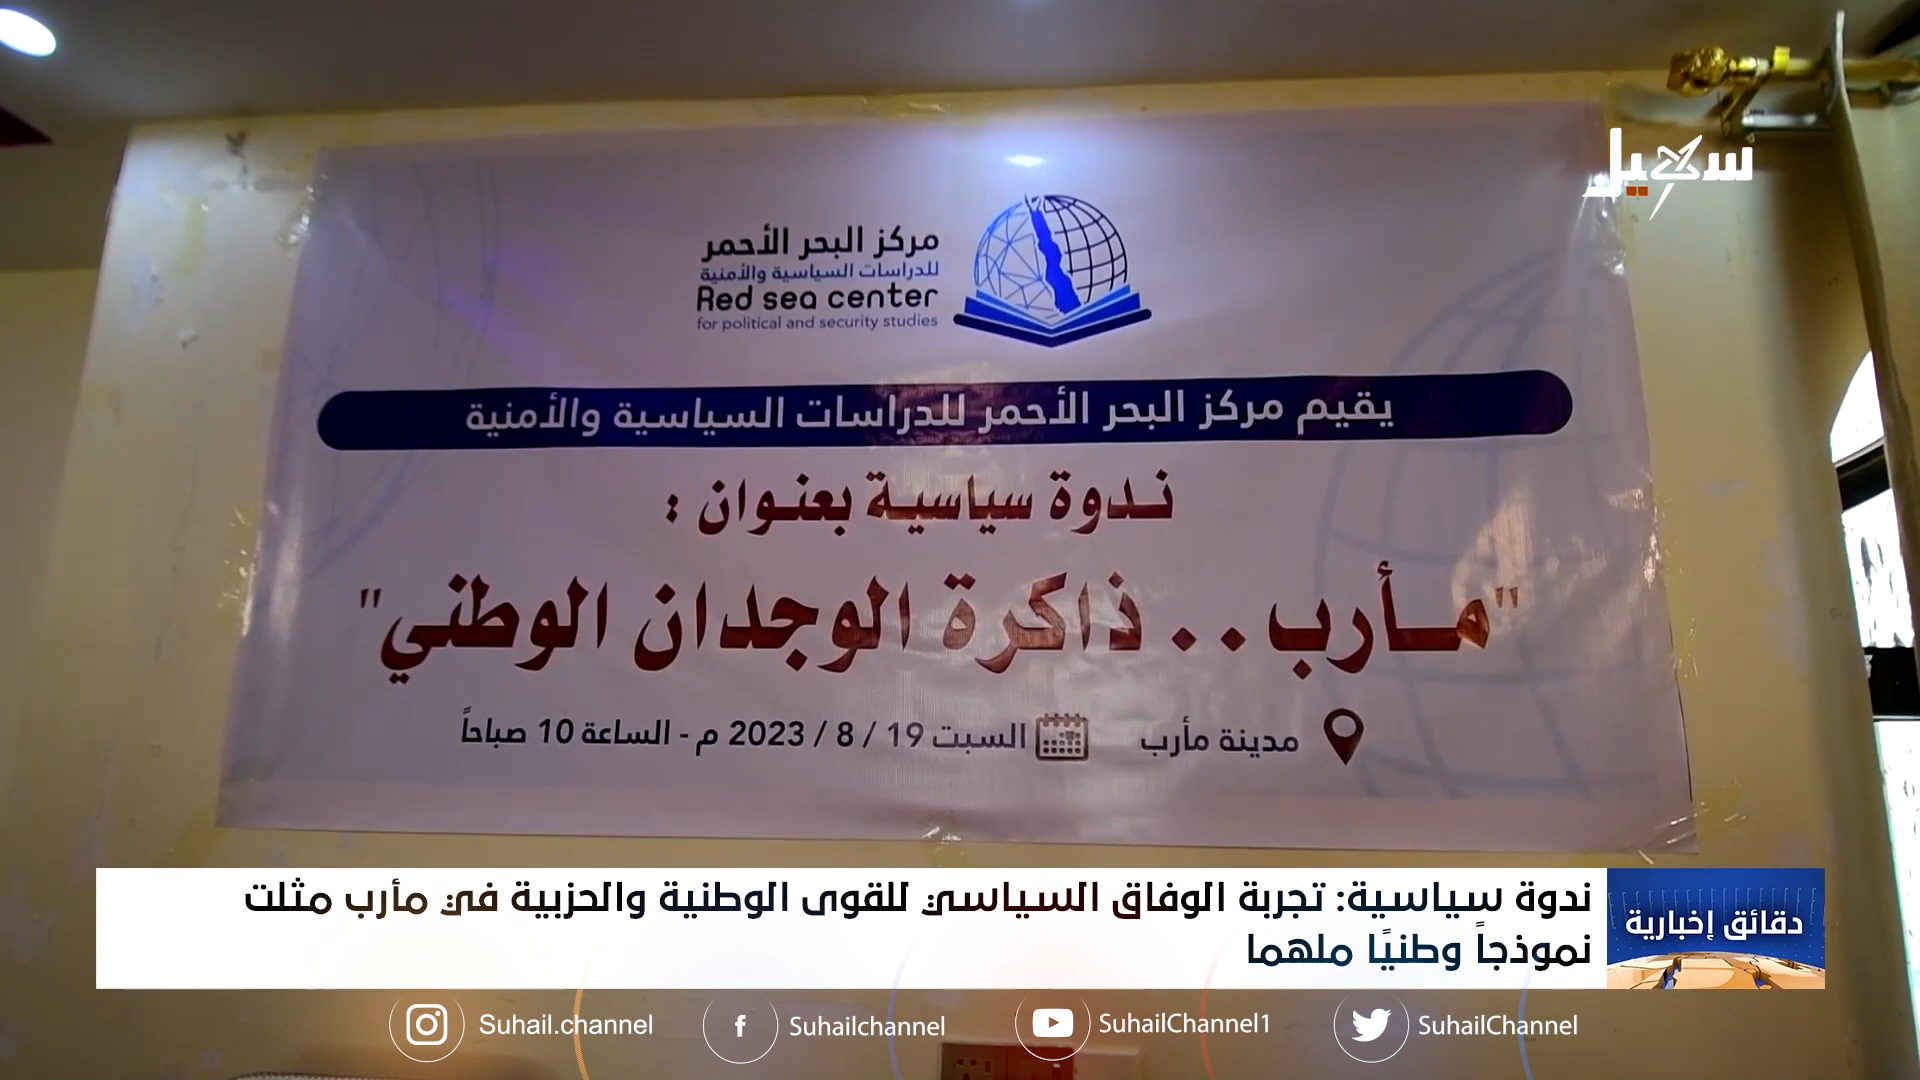 سهيل
مركز البحر الأحمر
للدراسات السياسية والأمنية
Red sea center
for political and security studies
يقيم مركز البحر الأحمر للدراسات السياسية والأمنية
ندوة سياسية بعنوان :
"مأرب . . ذاكرة الوجدان الوطني"
مدينة مأرب
السبت 19 / 8 / 2023 م - الساعة 10 صباحاً
دقائق إخبارية
ندوة سياسية: تجربة الوفاق السياسي للقوى الوطنية والحزبية في مأرب مثلت
نموذجاً وطنيًا ملهما
Suhail.channel
Suhailchannel
SuhailChannel1
SuhailChannel